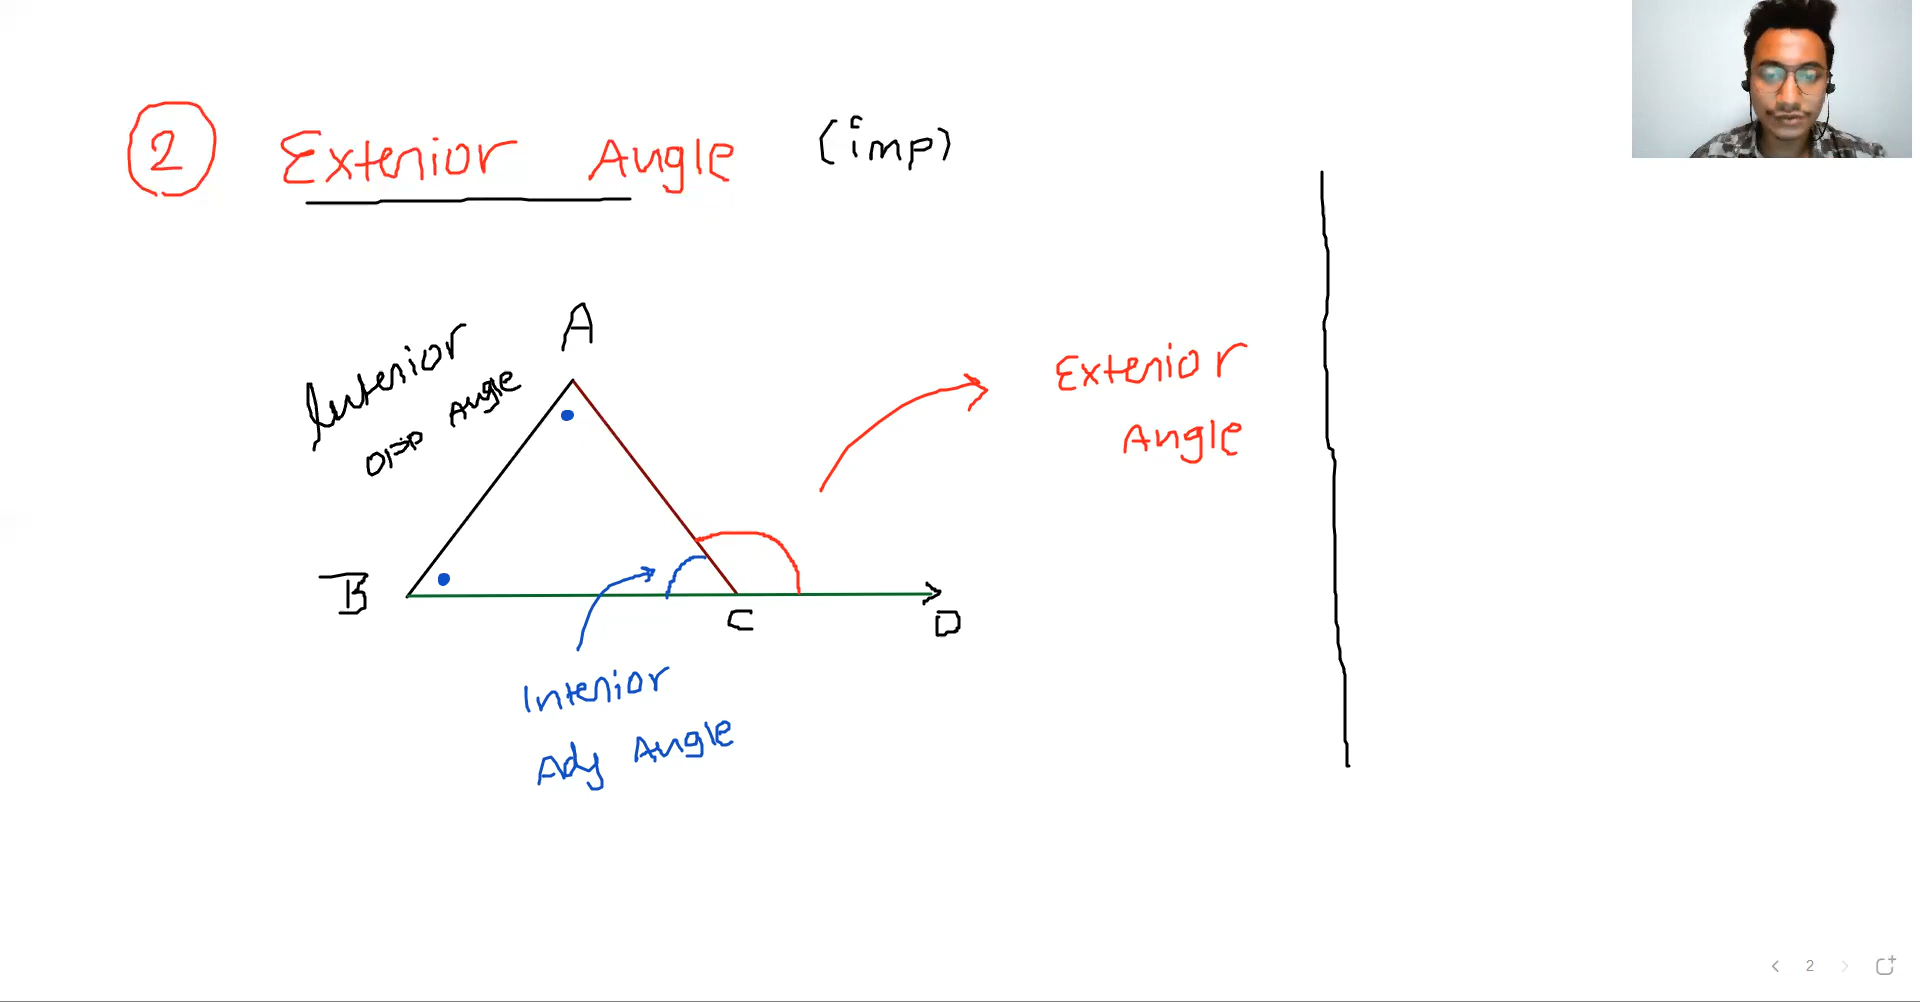 2 Exterior Angle (imp)
A
Interior
opp Angle
Exterior
Angle
B
C
D
Interior
Adj Angle
2